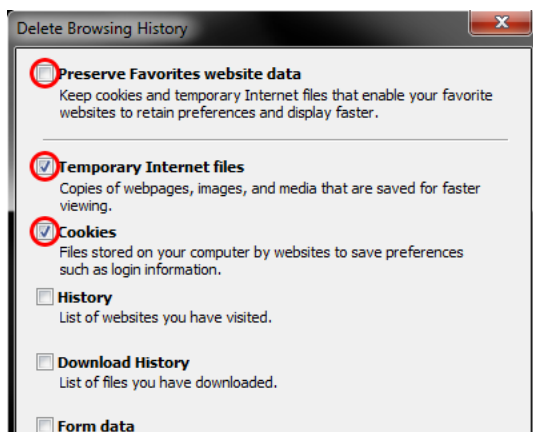 Delete Browsing History
Preserve Favorites website data
Keep cookies and temporary Internet files that enable your favorite
websites to retain preferences and display faster.
Temporary Internet files
Copies of webpages, images, and media that are saved for faster
viewing.
Cookies
Files stored on your computer by websites to save preferences
such as login information.
History
List of websites you have visited.
Download History
List of files you have downloaded.
Form data